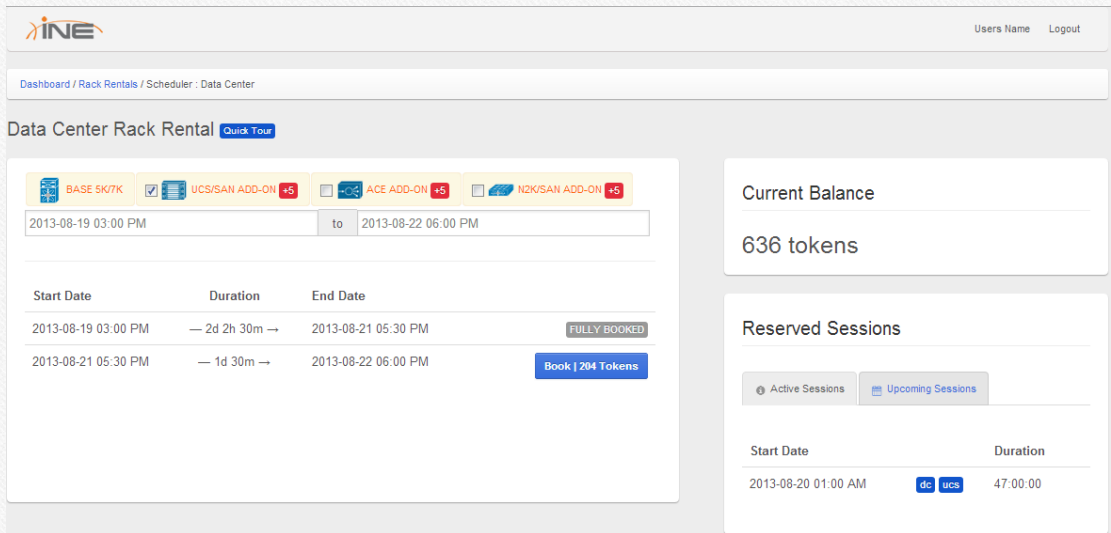 iNE
Users Name Logout
Dashboard / Rack Rentals / Scheduler : Data Center
Data Center Rack Rental Quick Tour
BASE 5K/7K UCS/SAN ADD-ON +5 ACE ADD-ON +5 N2K/SAN ADD-ON +5
2013-08-19 03:00 PM to 2013-08-22 06:00 PM
Start Date Duration End Date
2013-08-19 03:00 PM — 2d 2h 30m → 2013-08-21 05:30 PM FULLY BOOKED
2013-08-21 05:30 PM — 1d 30m → 2013-08-22 06:00 PM Book | 204 Tokens
Current Balance
636 tokens
Reserved Sessions
Active Sessions Upcoming Sessions
Start Date Duration
2013-08-20 01:00 AM dc ucs 47:00:00